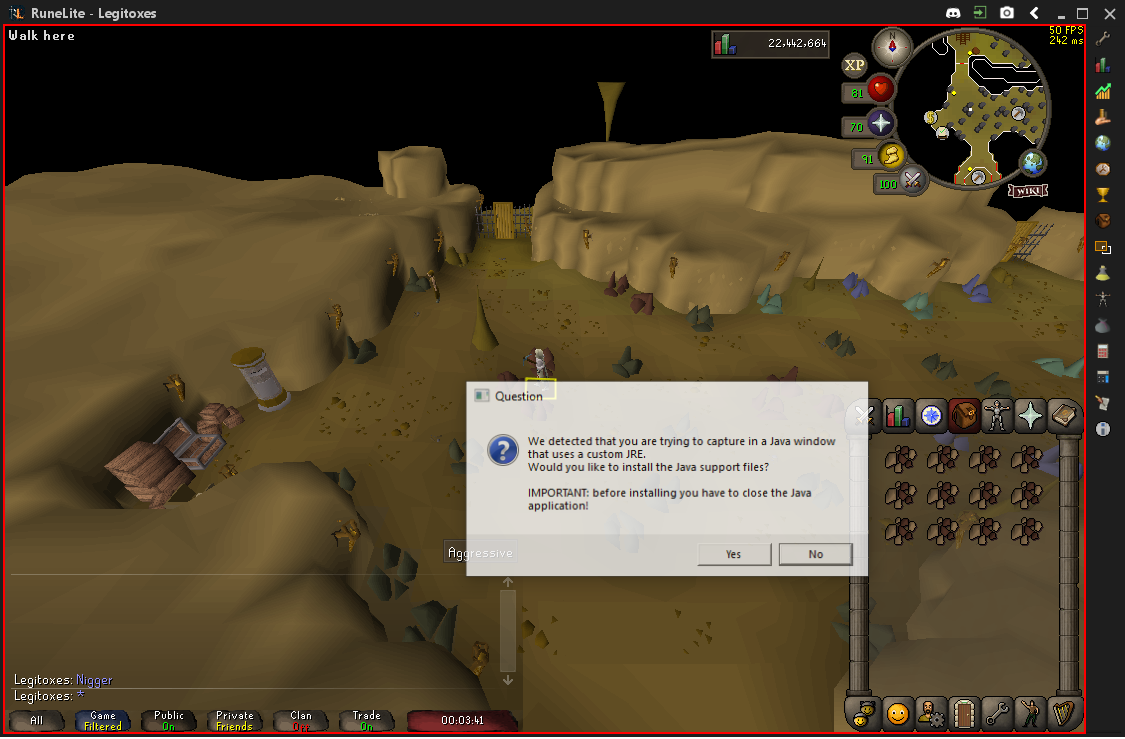 RuneLite - Legitoxes
Walk here
22,442,664
50 FPS
242 ms
N
XP
81
70
91
100
WIKI
Question
We detected that you are trying to capture in a Java window
that uses a custom JRE.
Would you like to install the Java support files?
IMPORTANT: before installing you have to close the Java
application!
Yes
No
Aggressive
Legitoxes: Nigger
Legitoxes: *
All
Game
Filtered
Public
On
Private
Friends
Clan
Off
Trade
On
00:03:41